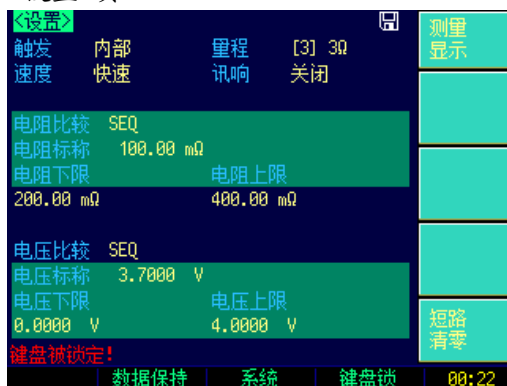 <设置>
触发 内部 量程 [3] 3Ω
速度 快速 讯响 关闭
电阻比较 SEQ
电阻标称 100.00 mΩ
电阻下限 电阻上限
200.00 mΩ 400.00 mΩ
电压比较 SEQ
电压标称 3.7000 V
电压下限 电压上限
0.0000 V 4.0000 V
键盘被锁定!
数据保持 系统 键盘锁 00:22
测量
显示
短路
清零